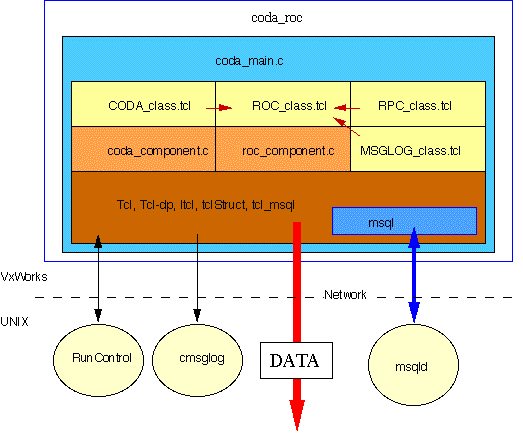 coda_roc
coda_main.c
CODA_class.tcl
ROC_class.tcl
RPC_class.tcl
coda_component.c
roc_component.c
MSGLOG_class.tcl
Tcl, Tcl-dp, Itcl, tclStruct, tcl_msql
msql
VxWorks
Network
UNIX
RunControl
cmsglog
DATA
msqld